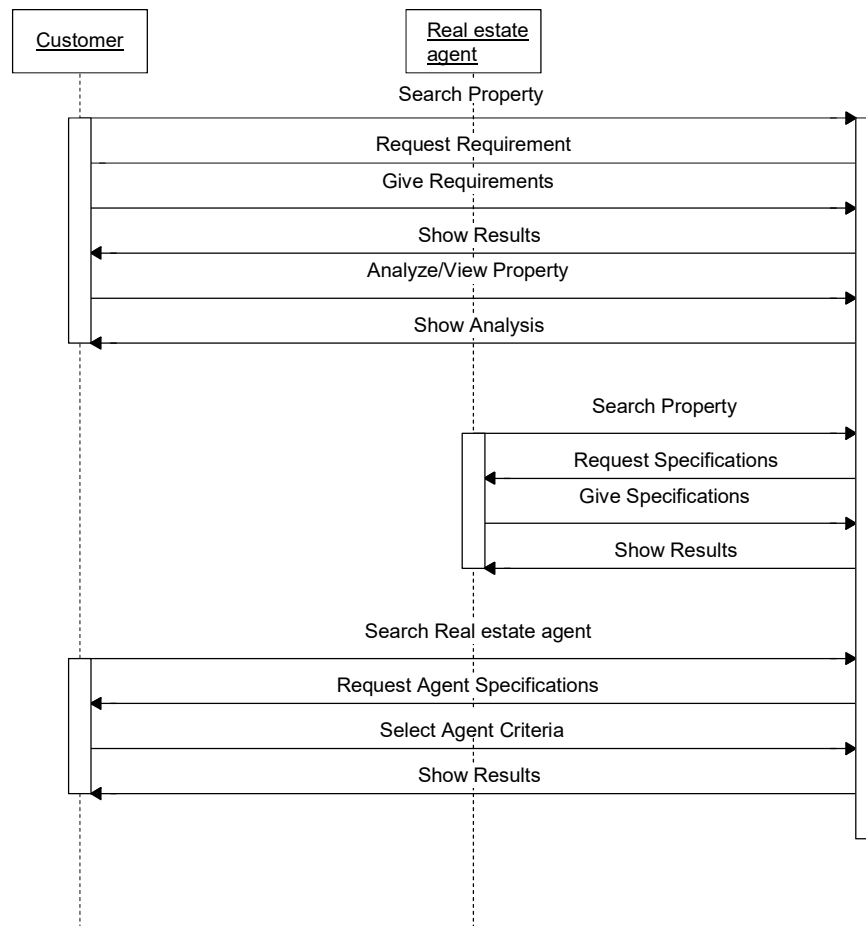 Customer
Real estate
agent
Search Property
Request Requirement
Give Requirements
Show Results
Analyze/View Property
Show Analysis
Search Property
Request Specifications
Give Specifications
Show Results
Search Real estate agent
Request Agent Specifications
Select Agent Criteria
Show Results